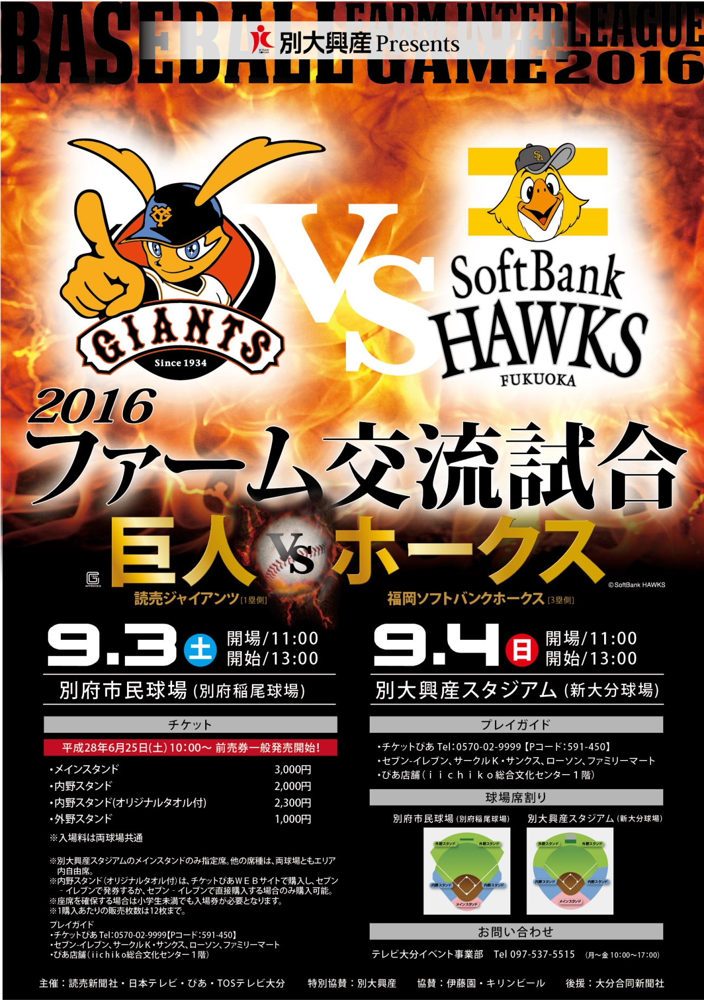 BASEBALL FARM INTERLEAGUE
GAME 2016
別大興産 Presents
GIANTS
Since 1934
VS
SoftBank
HAWKS
FUKUOKA
2016
ファーム交流試合
巨人 VS ホークス
APPROVED
©SoftBank HAWKS
読売ジャイアンツ[1塁側]
福岡ソフトバンクホークス [3塁側]
9.3 土 開場/11:00
開始/13:00
別府市民球場 (別府稲尾球場)
9.4 日 開場/11:00
開始/13:00
別大興産スタジアム (新大分球場)
チケット
平成28年6月25日(土) 10:00～ 前売券一般発売開始!
・メインスタンド 3,000円
・内野スタンド 2,000円
・内野スタンド(オリジナルタオル付) 2,300円
・外野スタンド 1,000円
※入場料は両球場共通
※別大興産スタジアムのメインスタンドのみ指定席。他の席種は、両球場ともエリア
内自由席。
※内野スタンド(オリジナルタオル付)は、チケットぴあWEBサイトで購入し、セブン
‐イレブンで発券するか、セブン‐イレブンで直接購入する場合のみ購入可能。
※座席を確保する場合は小学生未満でも入場券が必要となります。
※1購入あたりの販売枚数は12枚まで。
プレイガイド
・チケットぴあ Tel:0570-02-9999【Pコード:591-450】
・セブン-イレブン、サークルK・サンクス、ローソン、ファミリーマート
・ぴあ店舗(iichiko総合文化センター1階)
プレイガイド
・チケットぴあ Tel:0570-02-9999【Pコード:591-450】
・セブン-イレブン、サークルK・サンクス、ローソン、ファミリーマート
・ぴあ店舗(ｉｉｃｈｉｋｏ総合文化センター1階)
球場席割り
別府市民球場 (別府稲尾球場)
外野スタンド 外野スタンド
内野スタンド 内野スタンド
メインスタンド
別大興産スタジアム (新大分球場)
外野スタンド 外野スタンド
内野スタンド 内野スタンド
メインスタンド
お問い合わせ
テレビ大分イベント事業部 Tel 097-537-5515 (月～金 10:00～17:00)
主催：読売新聞社・日本テレビ・ぴあ・TOSテレビ大分 特別協賛：別大興産 協賛：伊藤園・キリンビール 後援：大分合同新聞社